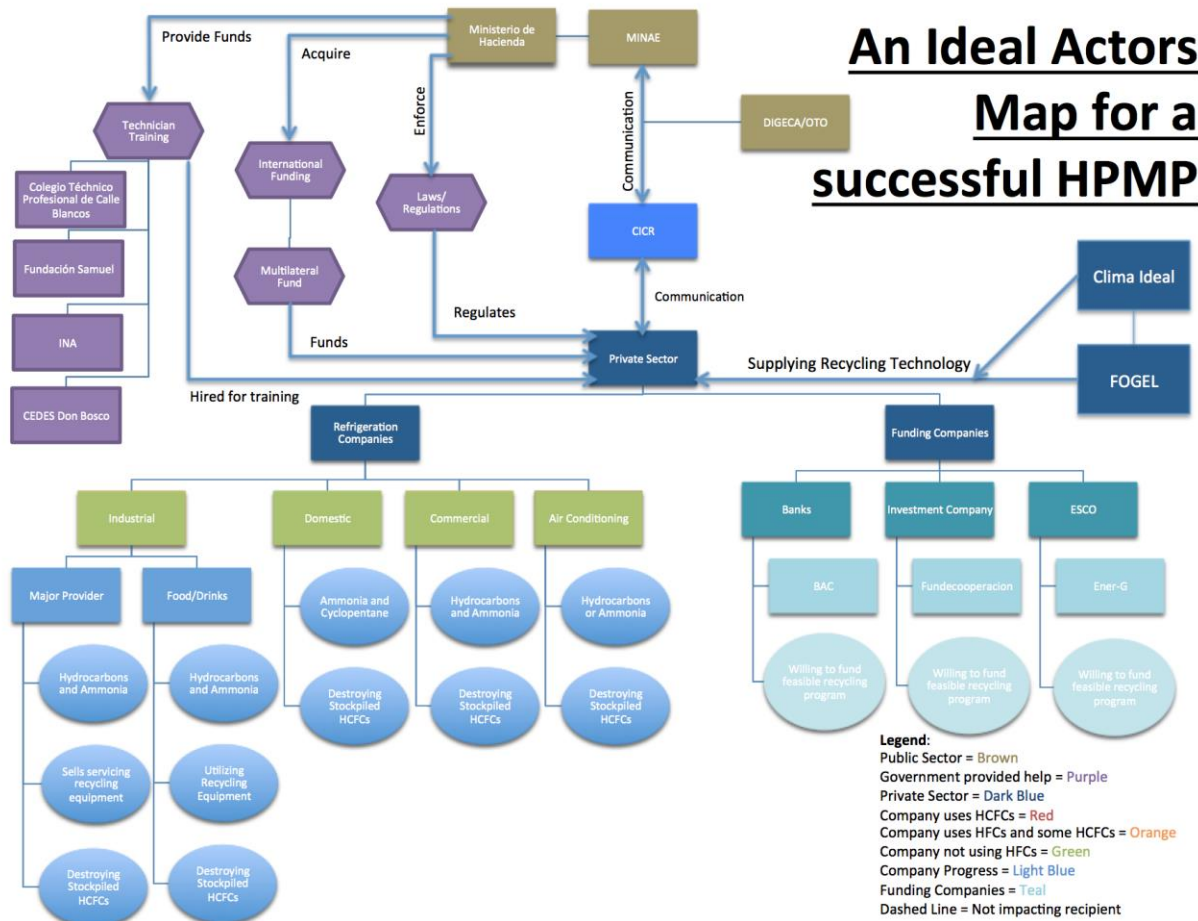 An Ideal Actors
Map for a
successful HPMP
Ministerio de
Hacienda
MINAE
DIGECA/OTO
Provide Funds
Acquire
Enforce
Communication
Technician
Training
International
Funding
Laws/
Regulations
CICR
Colegio Téchnico
Profesional de Calle
Blancos
Fundación Samuel
INA
CEDES Don Bosco
Multilateral
Fund
Communication
Regulates
Funds
Hired for training
Private Sector
Supplying Recycling Technology
Clima Ideal
FOGEL
Refrigeration
Companies
Funding Companies
Industrial
Domestic
Commercial
Air Conditioning
Banks
Investment Company
ESCO
Major Provider
Food/Drinks
Ammonia and
Cyclopentane
Hydrocarbons
and Ammonia
Hydrocarbons
or Ammonia
BAC
Fundecooperacion
Ener-G
Hydrocarbons
and Ammonia
Hydrocarbons
and Ammonia
Destroying
Stockpiled
HCFCs
Destroying
Stockpiled
HCFCs
Destroying
Stockpiled
HCFCs
Willing to fund
feasible recycling
program
Willing to fund
feasible recycling
program
Willing to fund
feasible recycling
program
Sells servicing
recycling
equipment
Utilizing
Recycling
Equipment
Destroying
Stockpiled
HCFCs
Destroying
Stockpiled
HCFCs
Legend:
Public Sector = Brown
Government provided help = Purple
Private Sector = Dark Blue
Company uses HCFCs = Red
Company uses HFCs and some HCFCs = Orange
Company not using HFCs = Green
Company Progress = Light Blue
Funding Companies = Teal
Dashed Line = Not impacting recipient